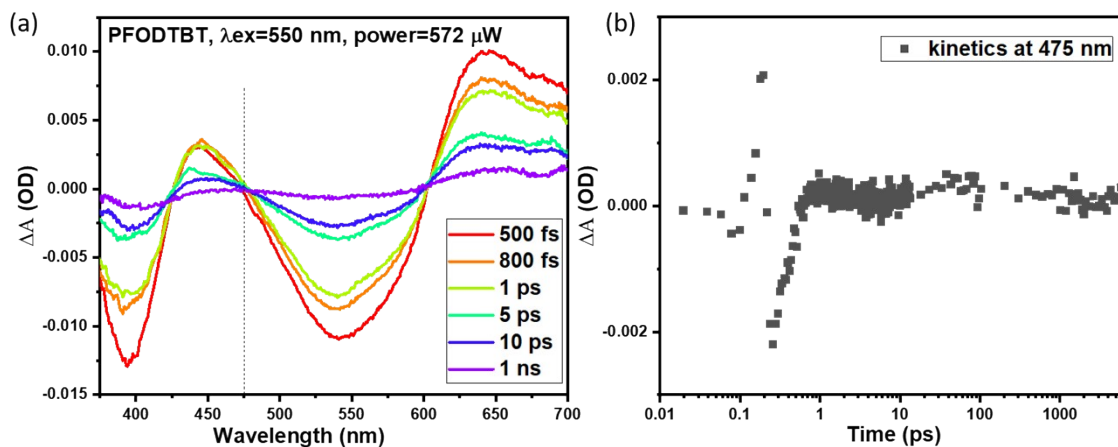 (a)
PFODTBT, λex=550 nm, power=572 μW
0.010
0.005
0.000
-0.005
-0.010
-0.015
ΔA (OD)
500 fs
800 fs
1 ps
5 ps
10 ps
1 ns
400
450
500
550
600
650
700
Wavelength (nm)
(b)
kinetics at 475 nm
0.002
0.000
-0.002
ΔA (OD)
0.01
0.1
1
10
100
1000
Time (ps)